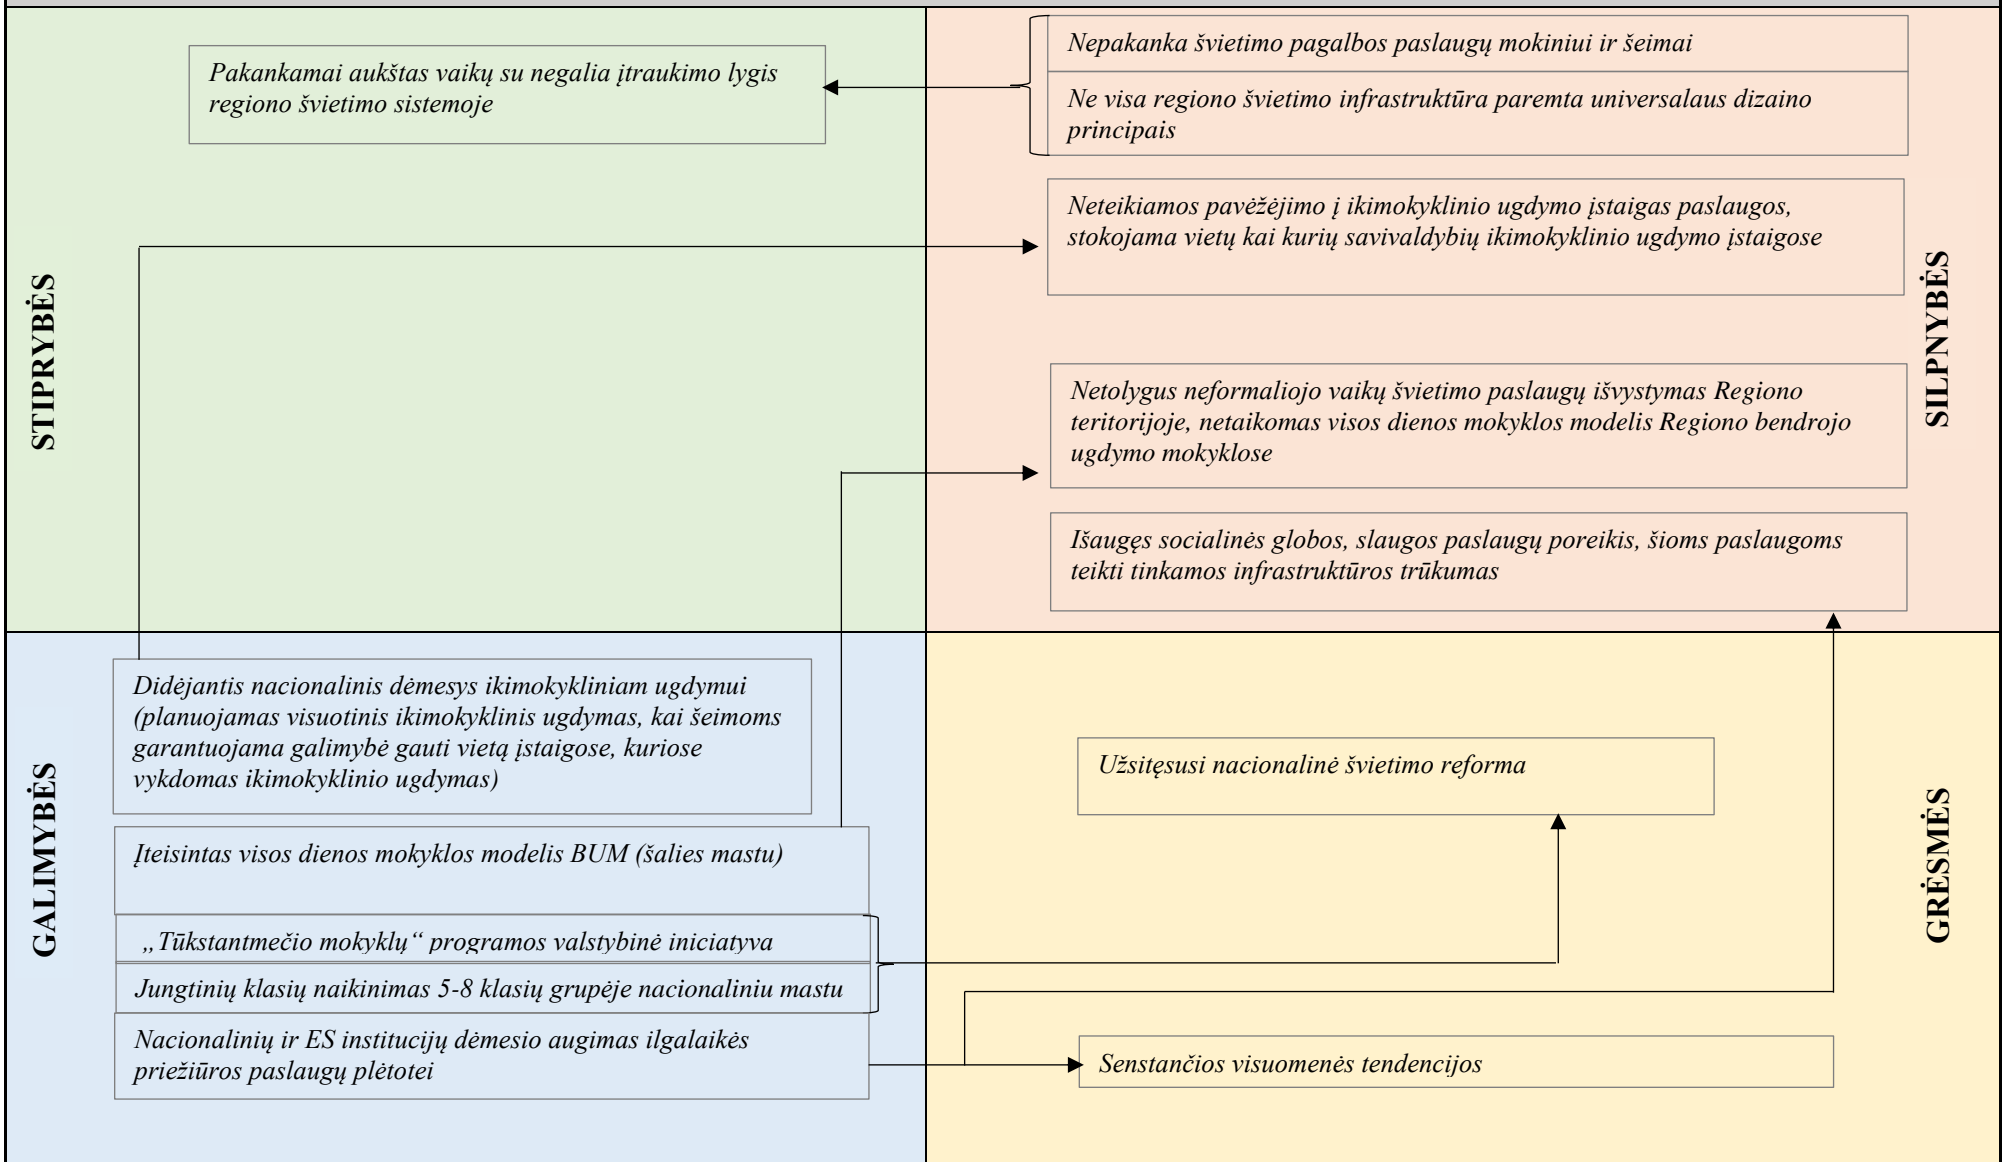 STIPRYBĖS
Pakankamai aukštas vaikų su negalia įtraukimo lygis
regiono švietimo sistemoje
SILPNYBĖS
Nepakanka švietimo pagalbos paslaugų mokiniui ir šeimai
Ne visa regiono švietimo infrastruktūra paremta universalaus dizaino
principais
Neteikiamos pavėžėjimo į ikimokyklinio ugdymo įstaigas paslaugos,
stokojama vietų kai kurių savivaldybių ikimokyklinio ugdymo įstaigose
Netolygus neformaliojo vaikų švietimo paslaugų išvystymas Regiono
teritorijoje, netaikomas visos dienos mokyklos modelis Regiono bendrojo
ugdymo mokyklose
Išaugęs socialinės globos, slaugos paslaugų poreikis, šioms paslaugoms
teikti tinkamos infrastruktūros trūkumas
GALIMYBĖS
Didėjantis nacionalinis dėmesys ikimokykliniam ugdymui
(planuojamas visuotinis ikimokyklinis ugdymas, kai šeimoms
garantuojama galimybė gauti vietą įstaigose, kuriose
vykdomas ikimokyklinio ugdymas)
Įteisintas visos dienos mokyklos modelis BUM (šalies mastu)
„Tūkstantmečio mokyklų“ programos valstybinė iniciatyva
Jungtinių klasių naikinimas 5-8 klasių grupėje nacionaliniu mastu
Nacionalinių ir ES institucijų dėmesio augimas ilgalaikės
priežiūros paslaugų plėtotei
GRĖSMĖS
Užsitęsusi nacionalinė švietimo reforma
Senstančios visuomenės tendencijos